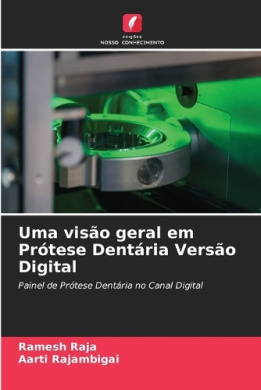 edições
NOSSO CONHECIMENTO
Uma visão geral em
Prótese Dentária Versão
Digital
Painel de Prótese Dentária no Canal Digital
Ramesh Raja
Aarti Rajambigai